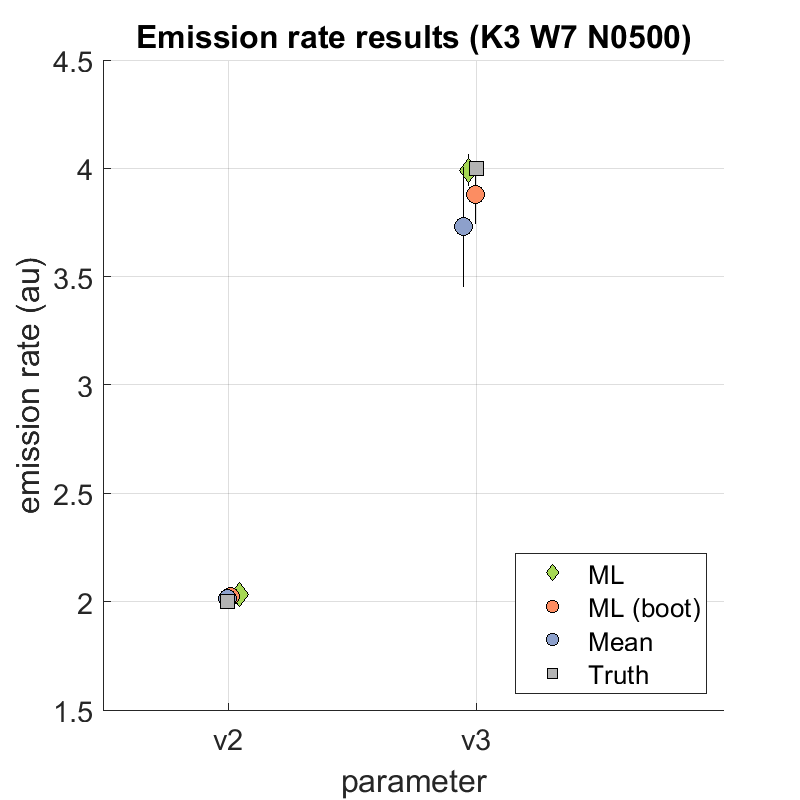 Emission rate results (K3 W7 N0500)
4.5
4
3.5
3
2.5
2
1.5
emission rate (au)
v2
v3
parameter
ML
ML (boot)
Mean
Truth